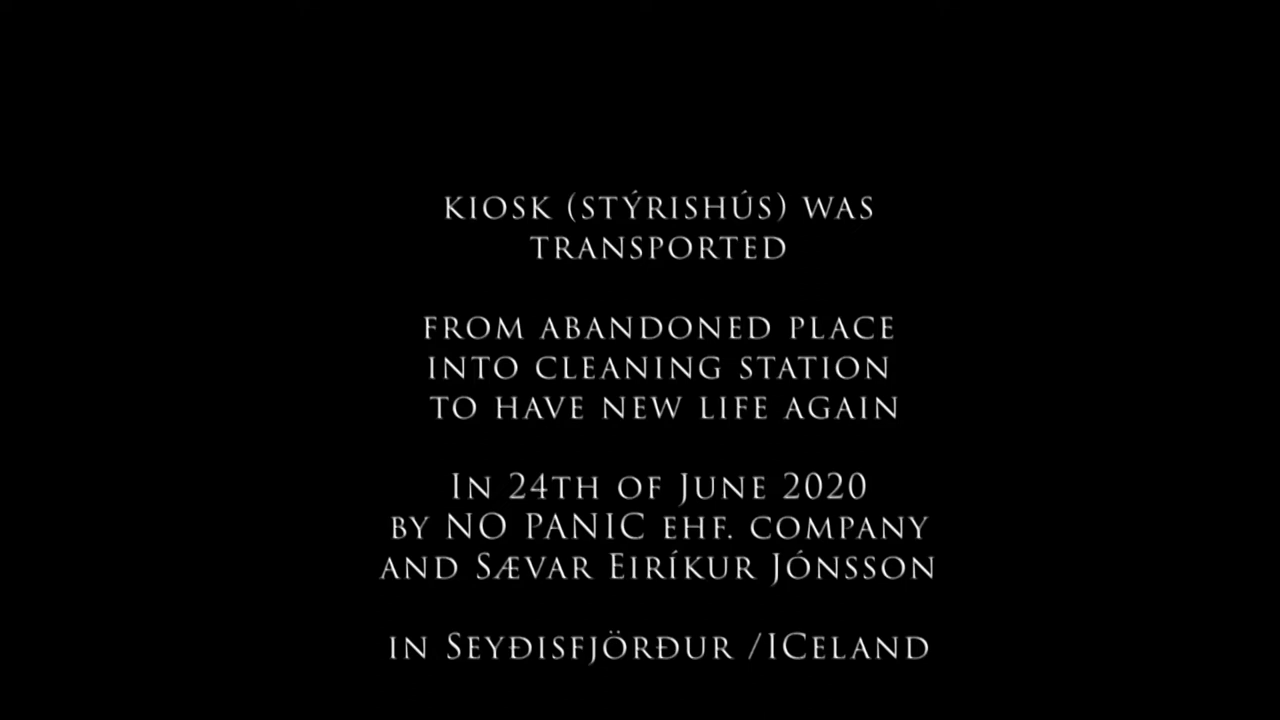 KIOSK (STÝRISHÚS) WAS
TRANSPORTED
FROM ABANDONED PLACE
INTO CLEANING STATION
TO HAVE NEW LIFE AGAIN
IN 24TH OF JUNE 2020
BY NO PANIC EHF. COMPANY
AND SÆVAR EIRÍKUR JÓNSSON
IN SEYÐISFJÖRÐUR /ICELAND